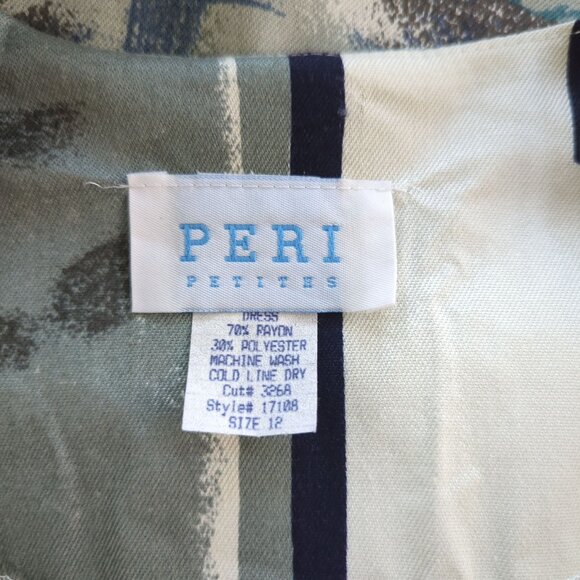 PERI
PETITES
DRESS
70% RAYON
30% POLYESTER
MACHINE WASH
COLD LINE DRY
Cut# 3268
Style# 17108
SIZE 12